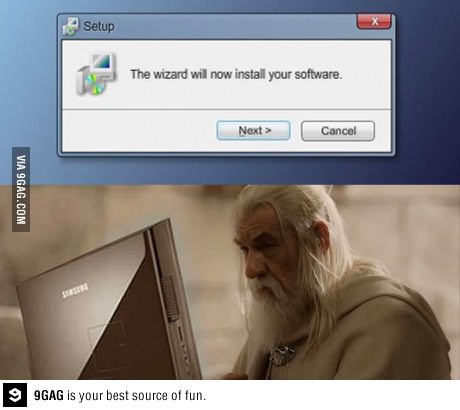 Setup
The wizard will now install your software.
Next >
Cancel
VIA 9GAG.COM
SAMSUNG
9GAG is your best source of fun.